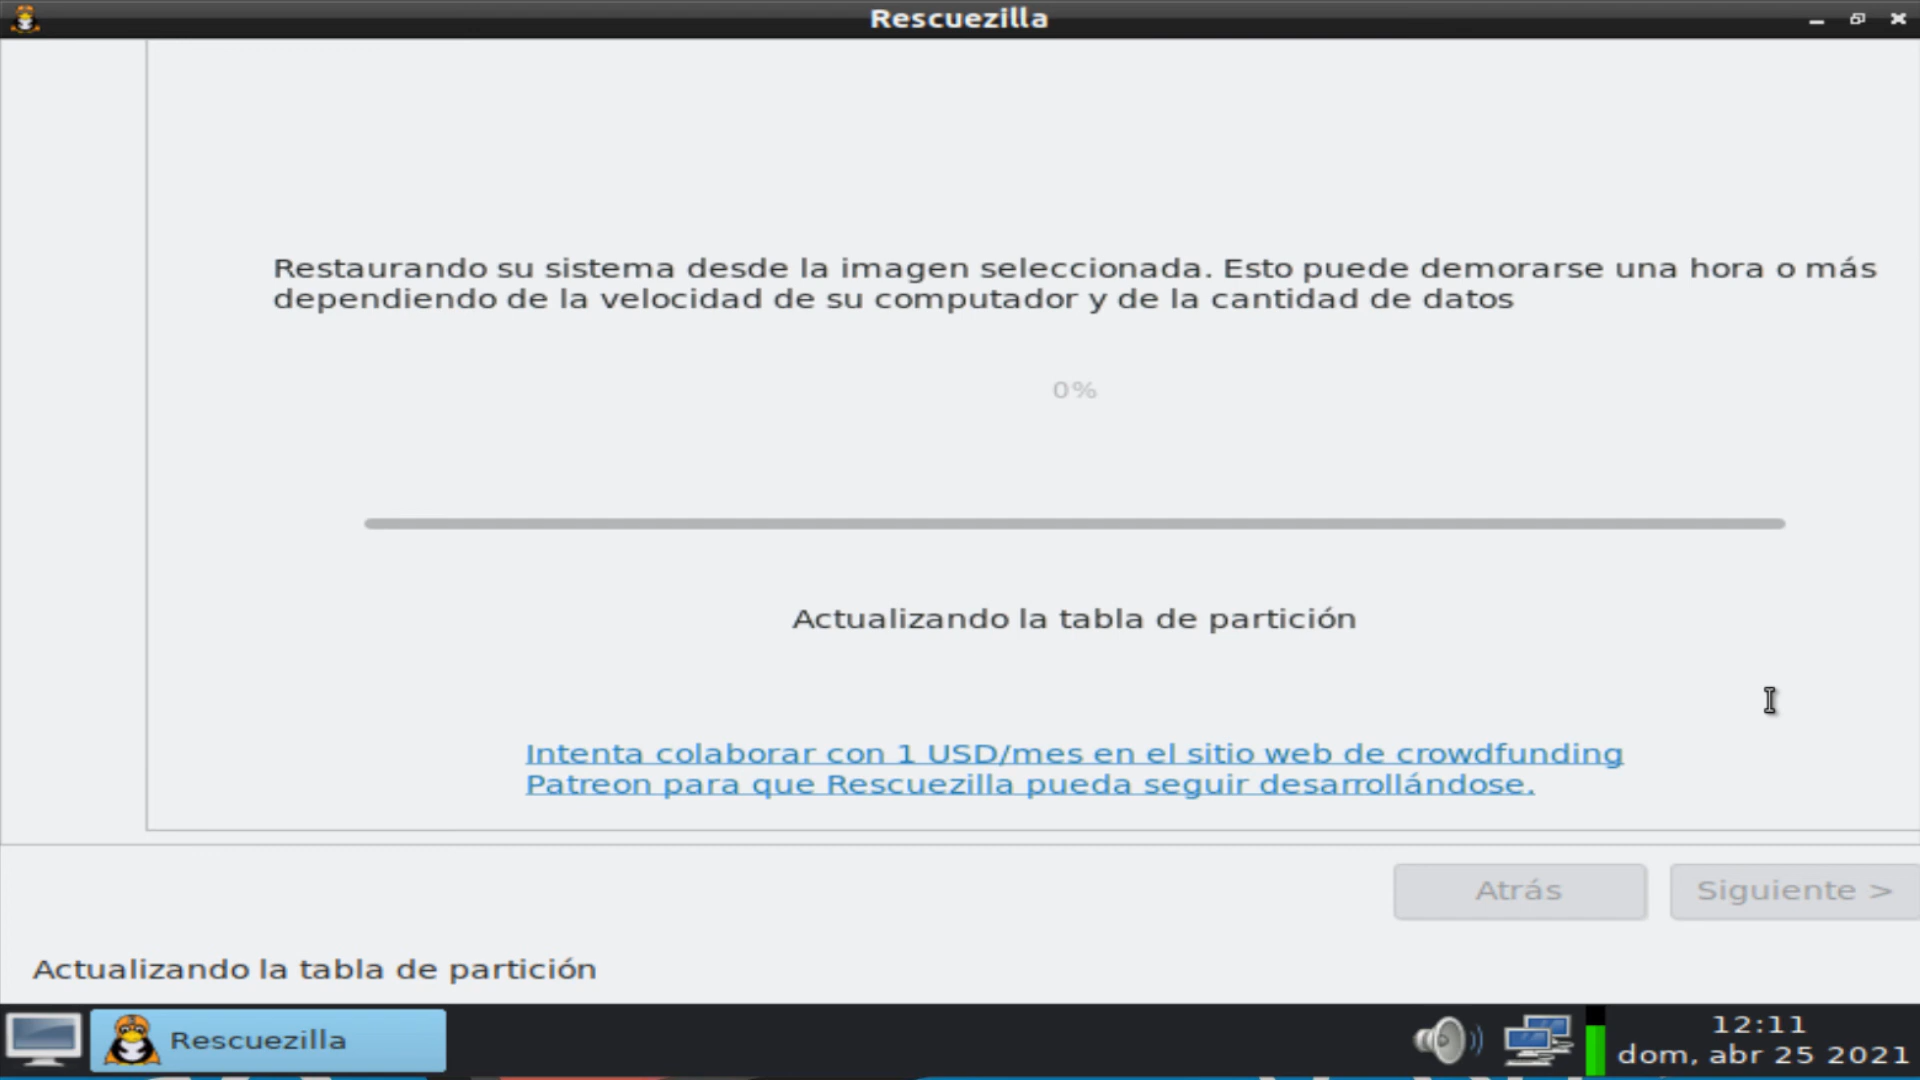 Rescuezilla
Restaurando su sistema desde la imagen seleccionada. Esto puede demorarse una hora o más
dependiendo de la velocidad de su computador y de la cantidad de datos
0%
Actualizando la tabla de partición
Intenta colaborar con 1 USD/mes en el sitio web de crowdfunding
Patreon para que Rescuezilla pueda seguir desarrollándose.
Atrás
Siguiente >
Actualizando la tabla de partición
Rescuezilla
12:11
dom, abr 25 2021